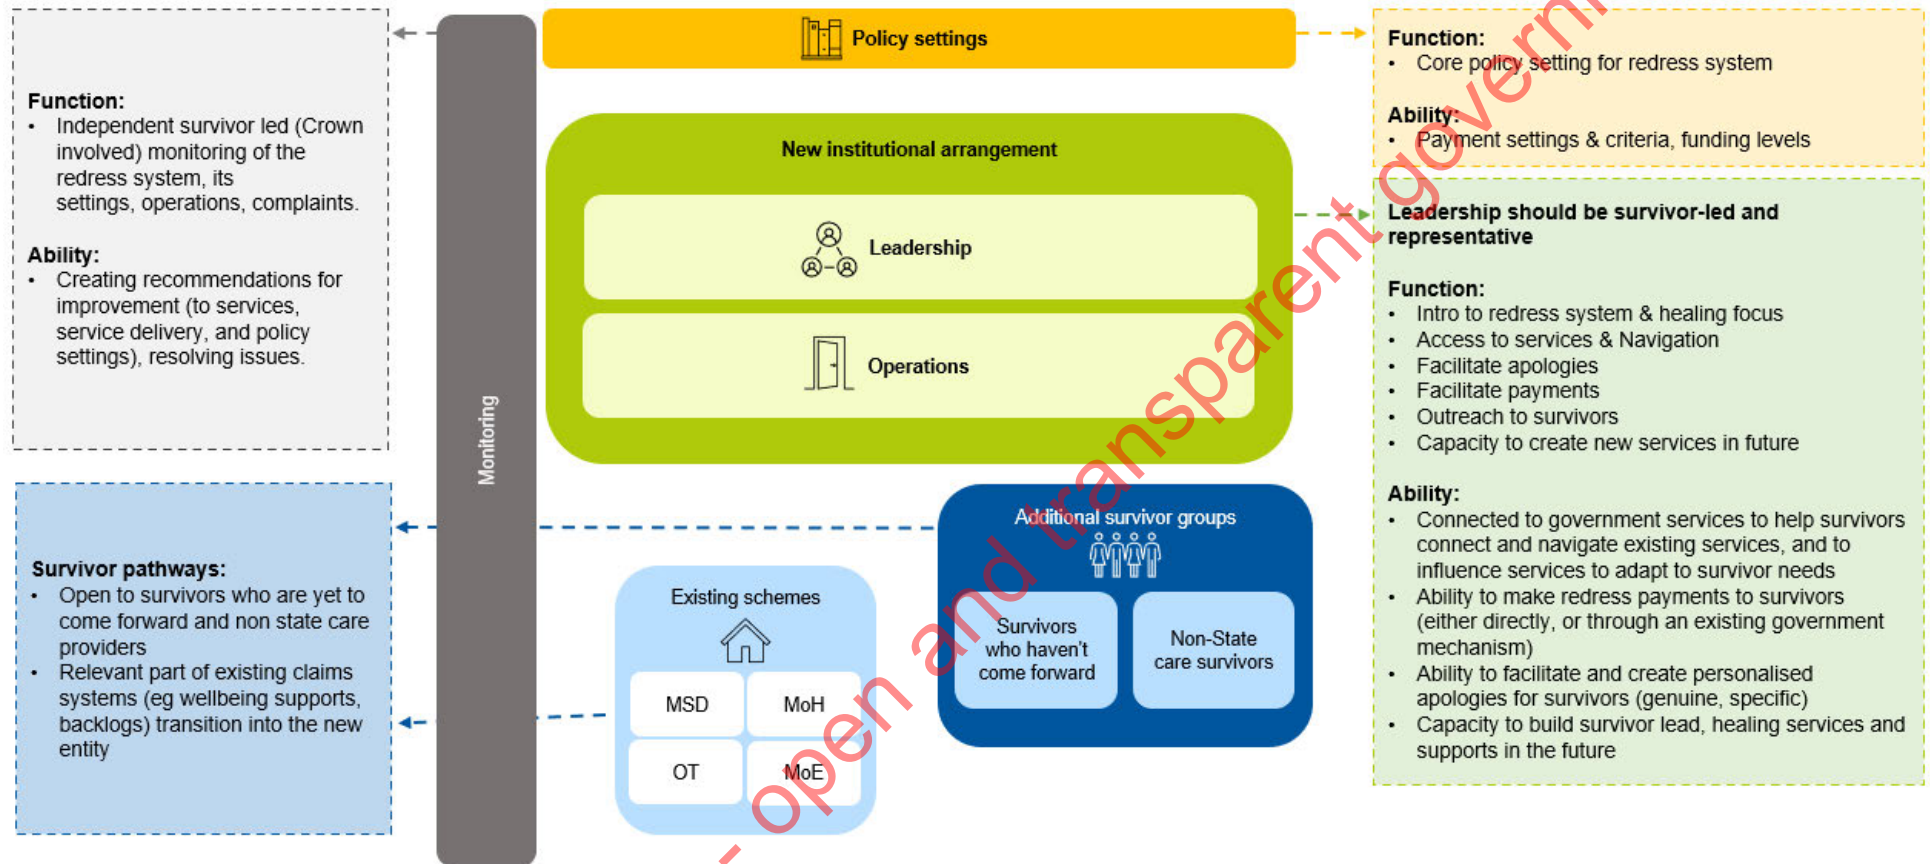 Function:
• Independent survivor led (Crown
involved) monitoring of the
redress system, its
settings, operations, complaints.
Ability:
• Creating recommendations for
improvement (to services,
service delivery, and policy
settings), resolving issues.
Survivor pathways:
• Open to survivors who are yet to
come forward and non state care
providers
• Relevant part of existing claims
systems (eg wellbeing supports,
backlogs) transition into the new
entity
Monitoring
Policy settings
New institutional arrangement
Leadership
Operations
Additional survivor groups
Survivors
who haven't
come forward
Non-State
care survivors
Existing schemes
MSD
MoH
OT
MoE
Function:
• Core policy setting for redress system
Ability:
• Payment settings & criteria, funding levels
Leadership should be survivor-led and
representative
Function:
• Intro to redress system & healing focus
• Access to services & Navigation
• Facilitate apologies
• Facilitate payments
• Outreach to survivors
• Capacity to create new services in future
Ability:
• Connected to government services to help survivors
connect and navigate existing services, and to
influence services to adapt to survivor needs
• Ability to make redress payments to survivors
(either directly, or through an existing government
mechanism)
• Ability to facilitate and create personalised
apologies for survivors (genuine, specific)
• Capacity to build survivor lead, healing services and
supports in the future
- open and transparent